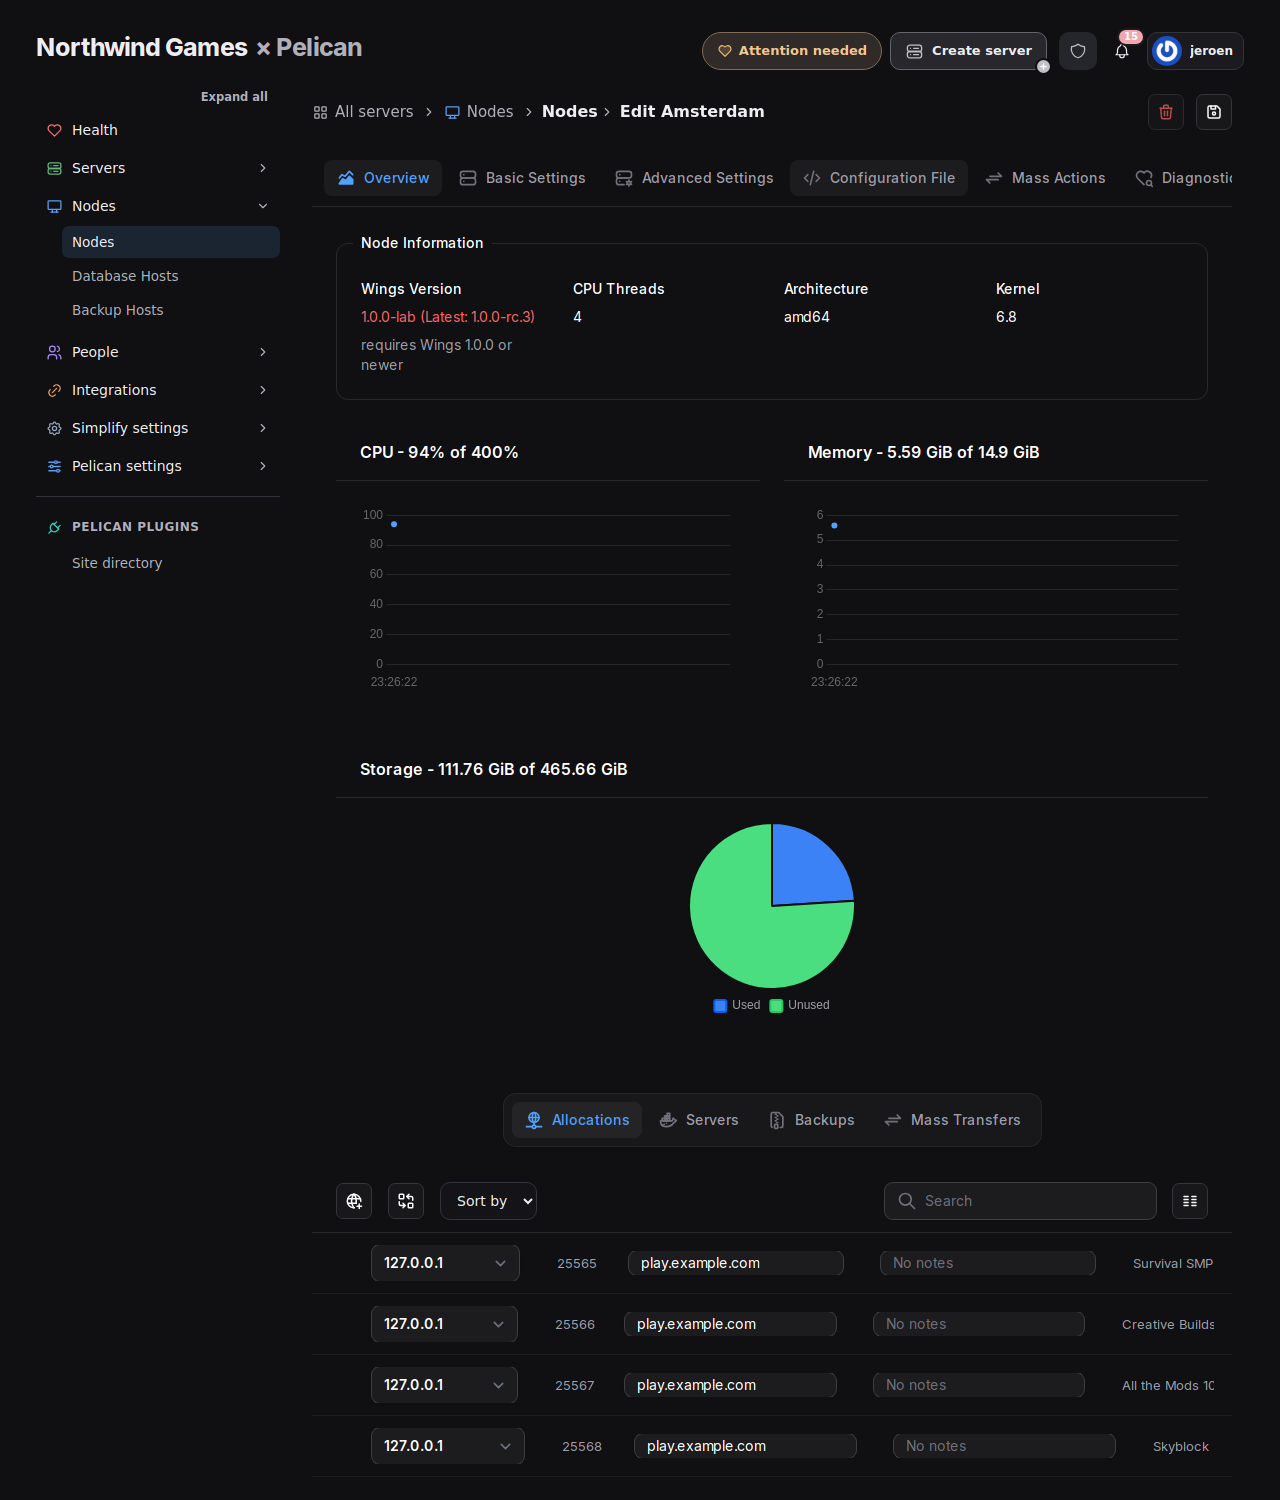 Northwind Games × Pelican
Attention needed
Create server
15
jeroen
Expand all
Health
Servers
Nodes
Nodes
Database Hosts
Backup Hosts
People
Integrations
Simplify settings
Pelican settings
PELICAN PLUGINS
Site directory
All servers > Nodes > Nodes > Edit Amsterdam
Overview
Basic Settings
Advanced Settings
Configuration File
Mass Actions
Diagnostic
Node Information
Wings Version
CPU Threads
Architecture
Kernel
1.0.0-lab (Latest: 1.0.0-rc.3)
4
amd64
6.8
requires Wings 1.0.0 or
newer
CPU - 94% of 400%
100
80
60
40
20
0
23:26:22
Memory - 5.59 GiB of 14.9 GiB
6
5
4
3
2
1
0
23:26:22
Storage - 111.76 GiB of 465.66 GiB
Used
Unused
Allocations
Servers
Backups
Mass Transfers
Sort by
Search
127.0.0.1 25565 play.example.com No notes Survival SMP
127.0.0.1 25566 play.example.com No notes Creative Builds
127.0.0.1 25567 play.example.com No notes All the Mods 10
127.0.0.1 25568 play.example.com No notes Skyblock